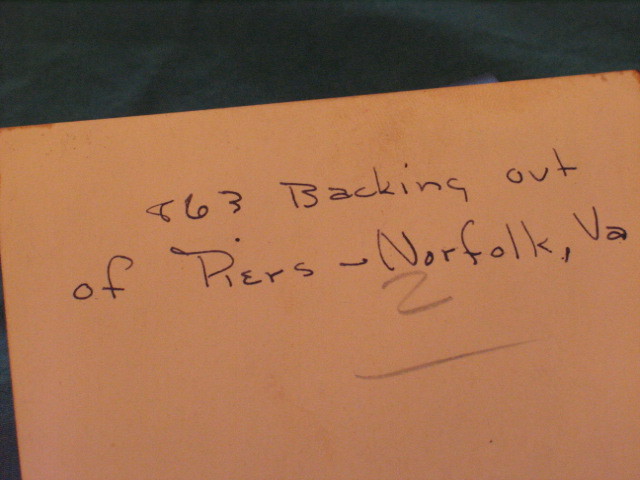 863 Backing out
of Piers - Norfolk, Va
2